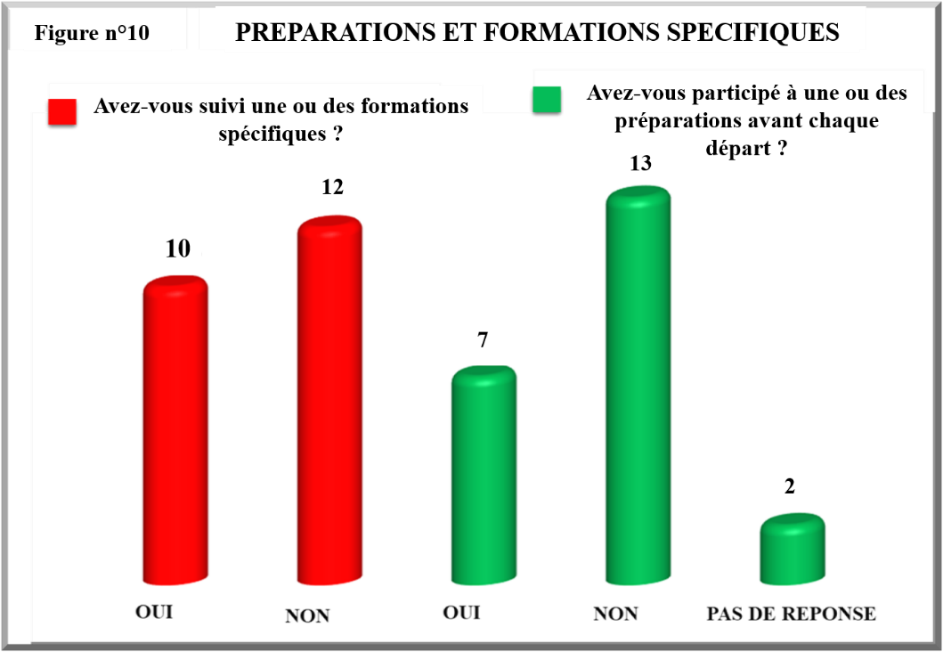 Figure n°10
PREPARATIONS ET FORMATIONS SPECIFIQUES
Avez-vous suivi une ou des formations
spécifiques ?
Avez-vous participé à une ou des
préparations avant chaque
départ ?
10
12
7
13
2
OUI
NON
OUI
NON
PAS DE REPONSE